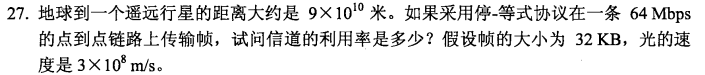 27. 地球到一个遥远行星的距离大约是 9×10¹⁰ 米。如果采用停-等式协议在一条 64 Mbps
的点到点链路上传输帧，试问信道的利用率是多少？假设帧的大小为 32 KB，光的速
度是 3×10⁸ m/s。